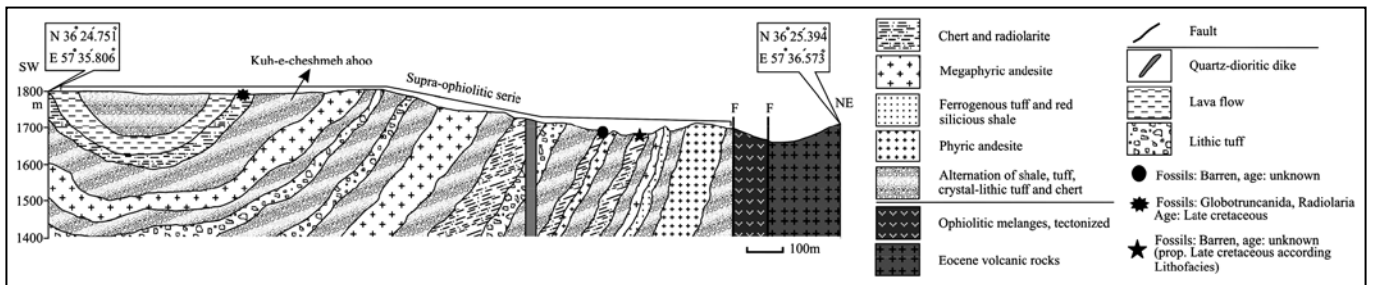 N 36°24.751°
E 57°35.806°
SW
Kuh-e-cheshmeh ahoo
Supra-ophiolitic serie
N 36°25.394°
E 57°36.573°
NE
1800
m
1700
1600
1500
1400
F
F
100m
Chert and radiolarite
Megaphyric andesite
Ferrogenous tuff and red
silicious shale
Phyric andesite
Alternation of shale, tuff,
crystal-lithic tuff and chert
Ophiolitic melanges, tectonized
Eocene volcanic rocks
Fault
Quartz-dioritic dike
Lava flow
Lithic tuff
Fossils: Barren, age: unknown
Fossils: Globotruncanida, Radiolaria
Age: Late cretaceous
Fossils: Barren, age: unknown
(prop. Late cretaceous according
Lithofacies)